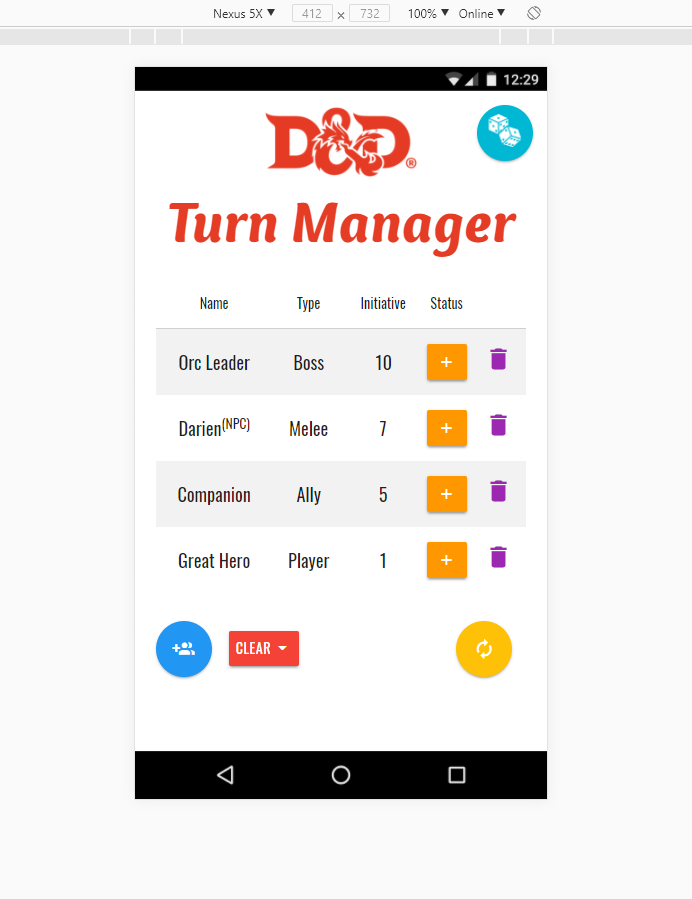 Nexus 5X ▼ 412 × 732 100% ▼ Online ▼
12:29
D&D®
Turn Manager
Name Type Initiative Status
Orc Leader Boss 10 +
Darien(NPC) Melee 7 +
Companion Ally 5 +
Great Hero Player 1 +
CLEAR